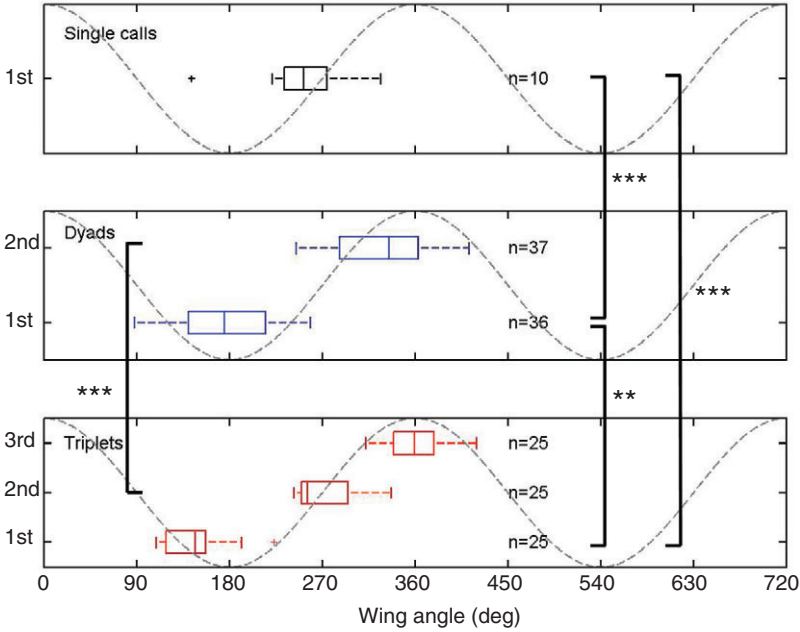 Single calls
1st
n=10
***
Dyads
2nd
n=37
***
1st
n=36
***
**
3rd
Triplets
n=25
2nd
n=25
1st
n=25
0 90 180 270 360 450 540 630 720
Wing angle (deg)